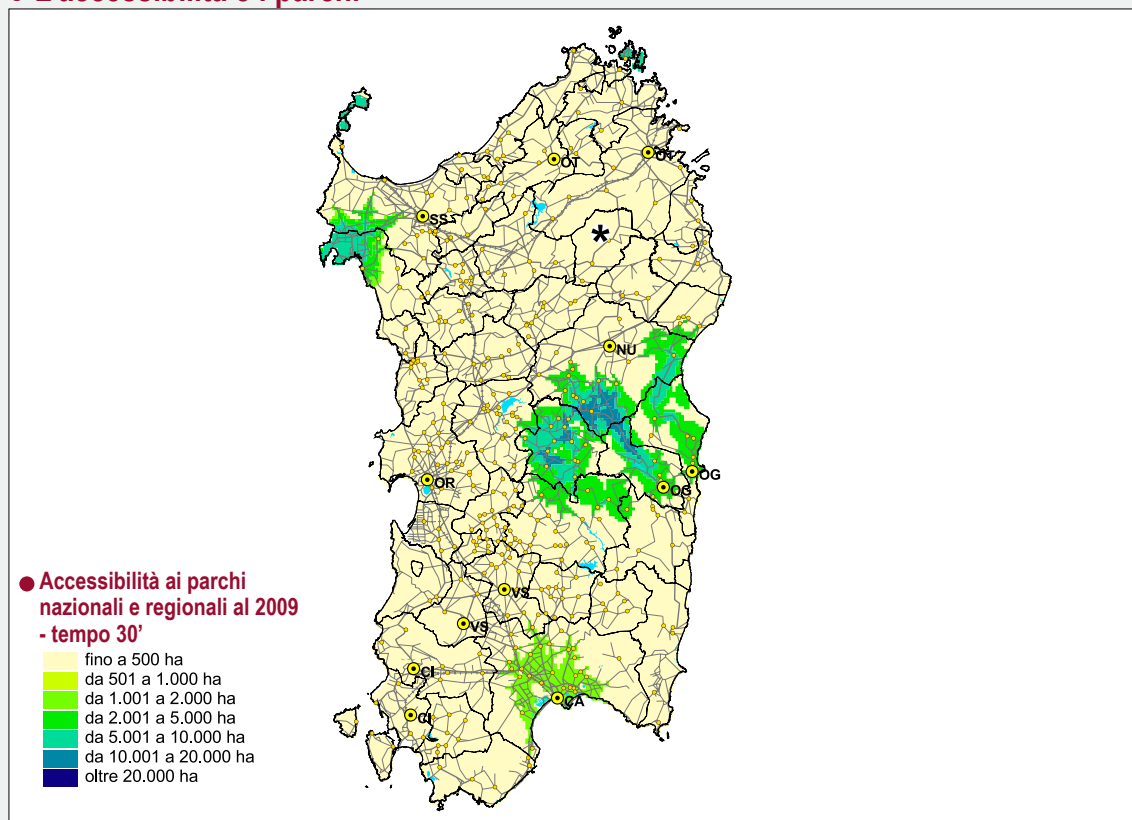 OT
OT
SS
*
NU
OG
OG
OR
VS
VS
CI
CI
CA
● Accessibilità ai parchi
nazionali e regionali al 2009
- tempo 30’
fino a 500 ha
da 501 a 1.000 ha
da 1.001 a 2.000 ha
da 2.001 a 5.000 ha
da 5.001 a 10.000 ha
da 10.001 a 20.000 ha
oltre 20.000 ha